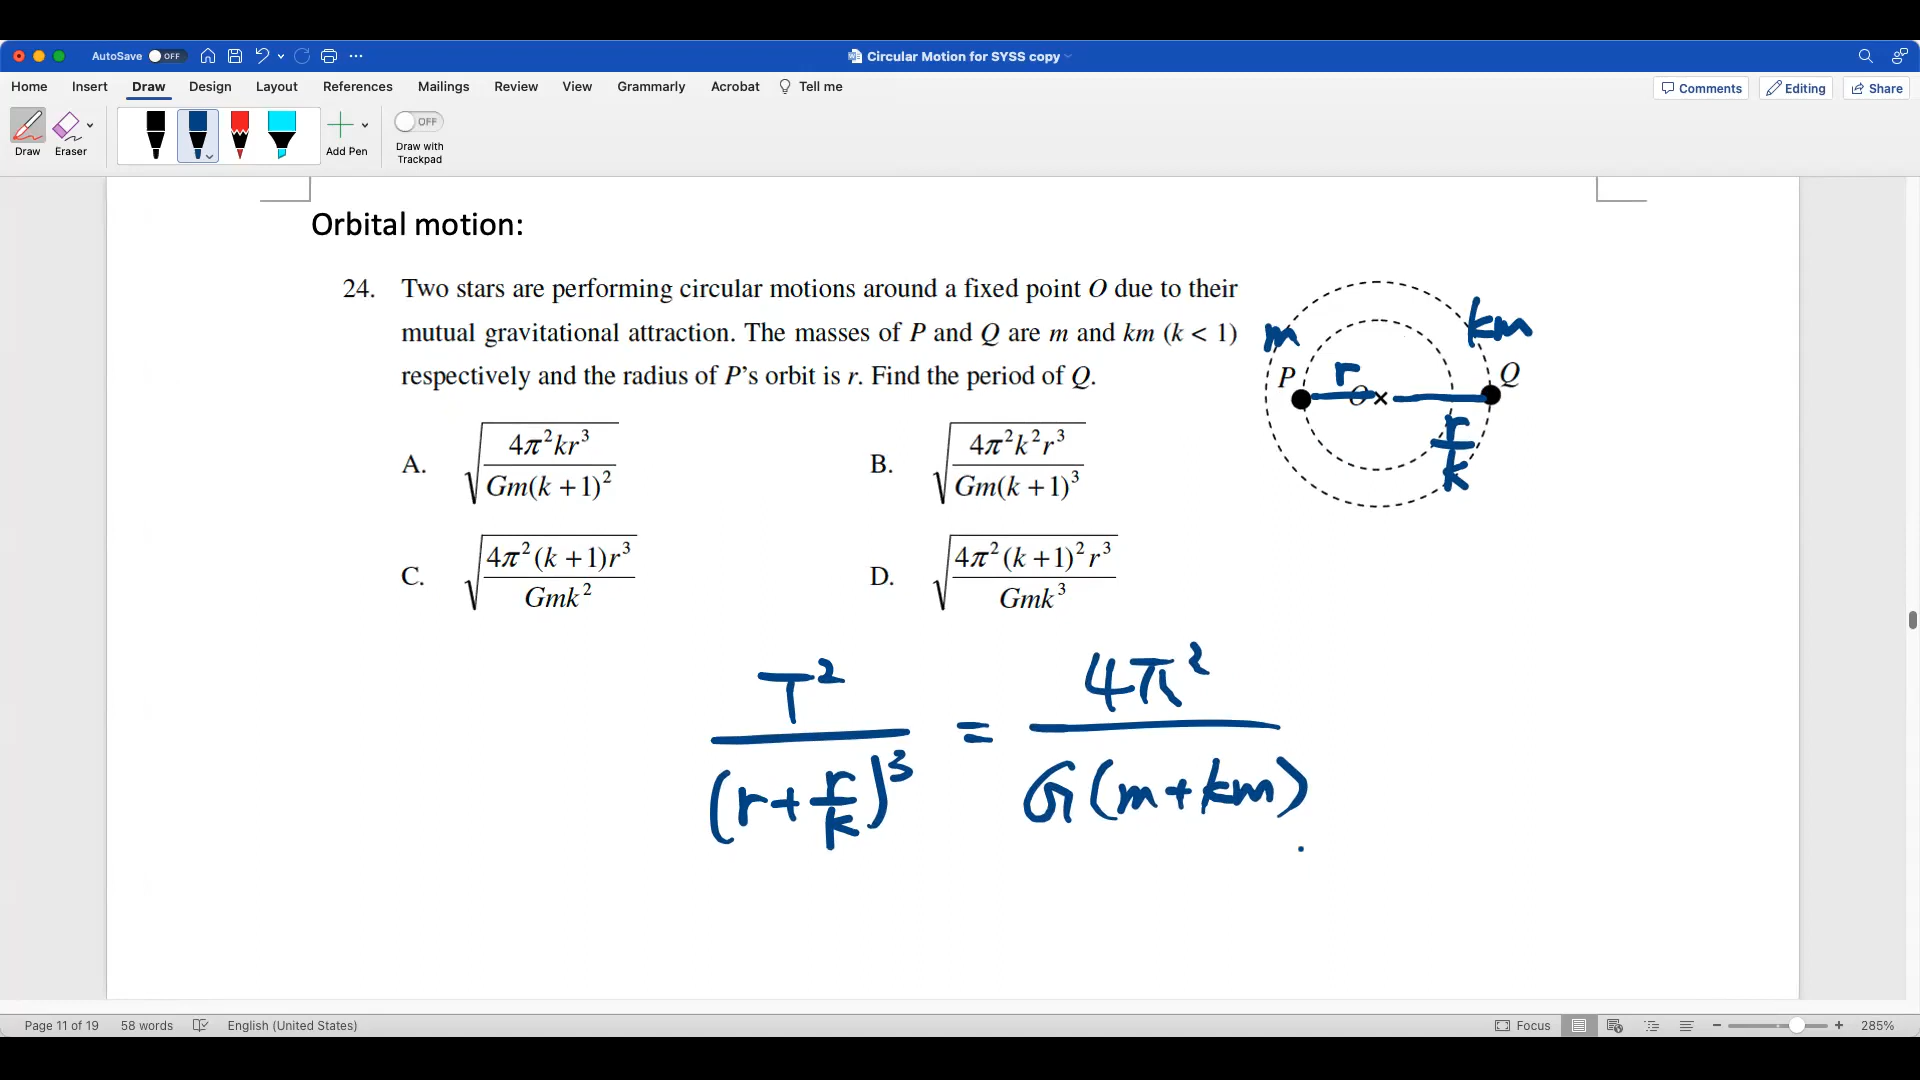 AutoSave OFF Circular Motion for SYSS copy
Home Insert Draw Design Layout References Mailings Review View Grammarly Acrobat Tell me Comments Editing Share
OFF
Draw Eraser Add Pen Draw with Trackpad
Orbital motion:
24. Two stars are performing circular motions around a fixed point O due to their
mutual gravitational attraction. The masses of P and Q are m and km (k < 1)
respectively and the radius of P’s orbit is r. Find the period of Q.
m km
P r O × Q
r/k
A. √(4π²kr³ / Gm(k + 1)²) B. √(4π²k²r³ / Gm(k + 1)³)
C. √(4π²(k + 1)r³ / Gmk²) D. √(4π²(k + 1)²r³ / Gmk³)
T² / (r + r/k)³ = 4π² / G(m + km)
Page 11 of 19 58 words English (United States) Focus − + 285%